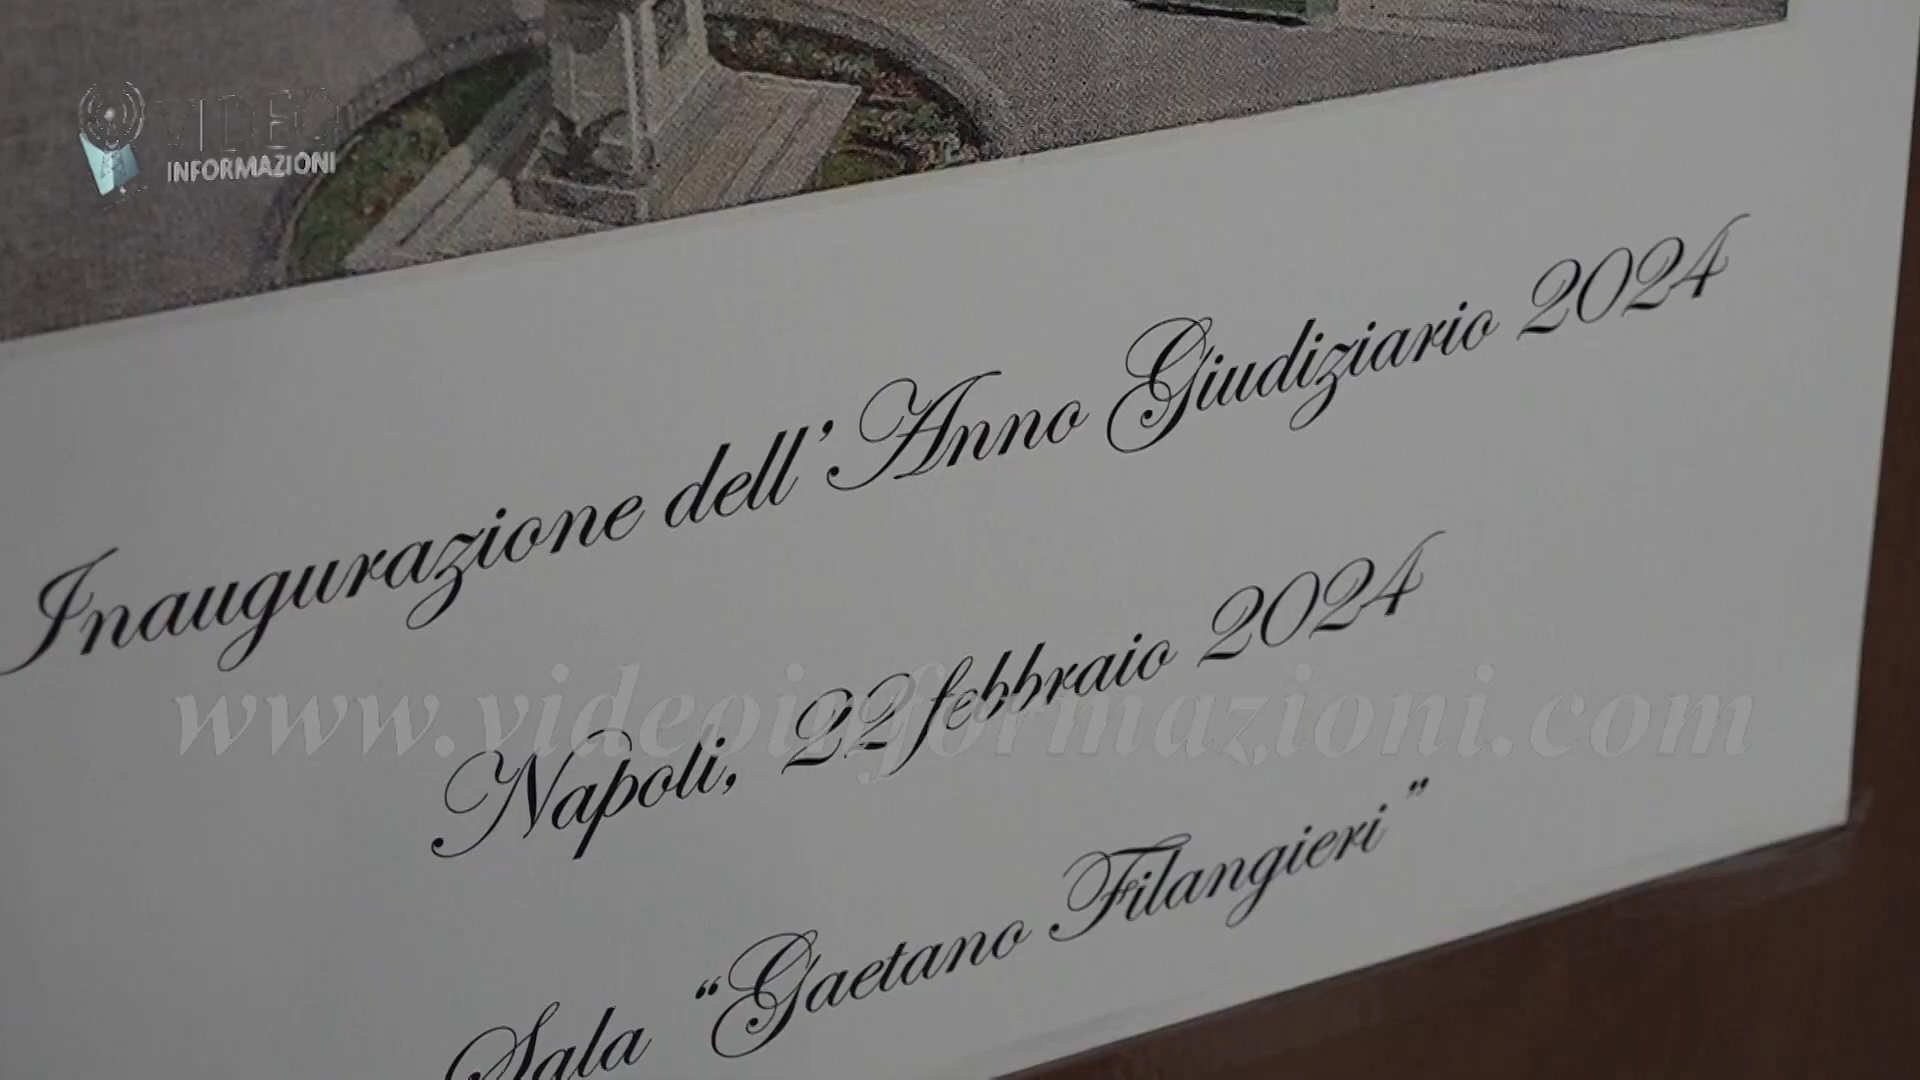 VIDEO
INFORMAZIONI
Inaugurazione dell'Anno Giudiziario 2024
Napoli, 22 febbraio 2024
www.videoinformazioni.com
Sala "Gaetano Filangieri"